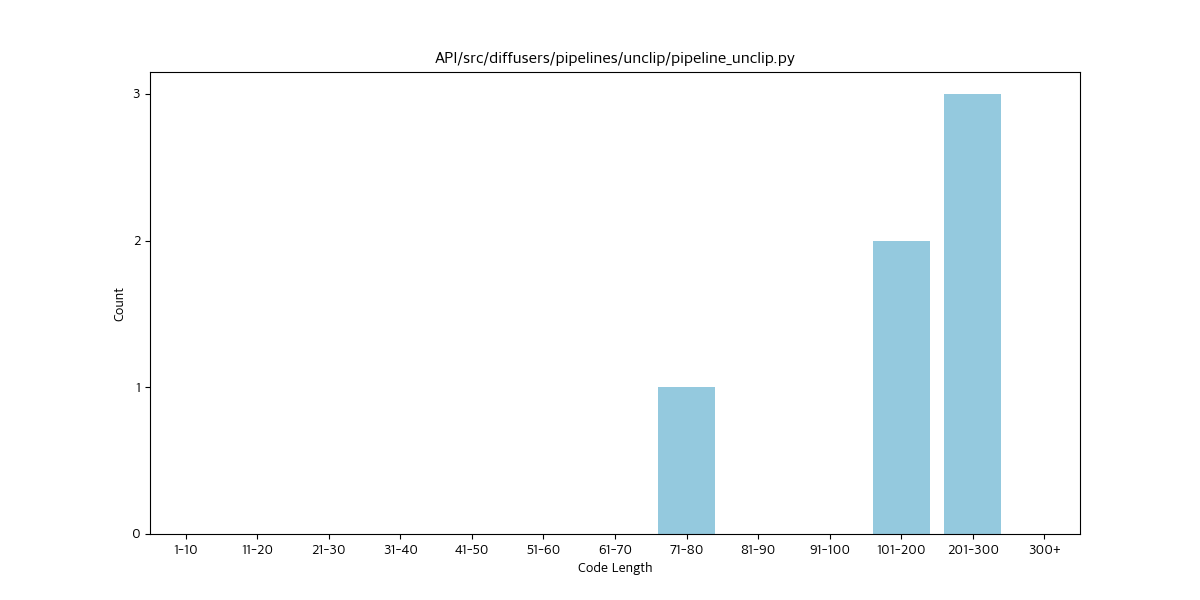 API/src/diffusers/pipelines/unclip/pipeline_unclip.py
3
2
1
0
Count
1-10 11-20 21-30 31-40 41-50 51-60 61-70 71-80 81-90 91-100 101-200 201-300 300+
Code Length